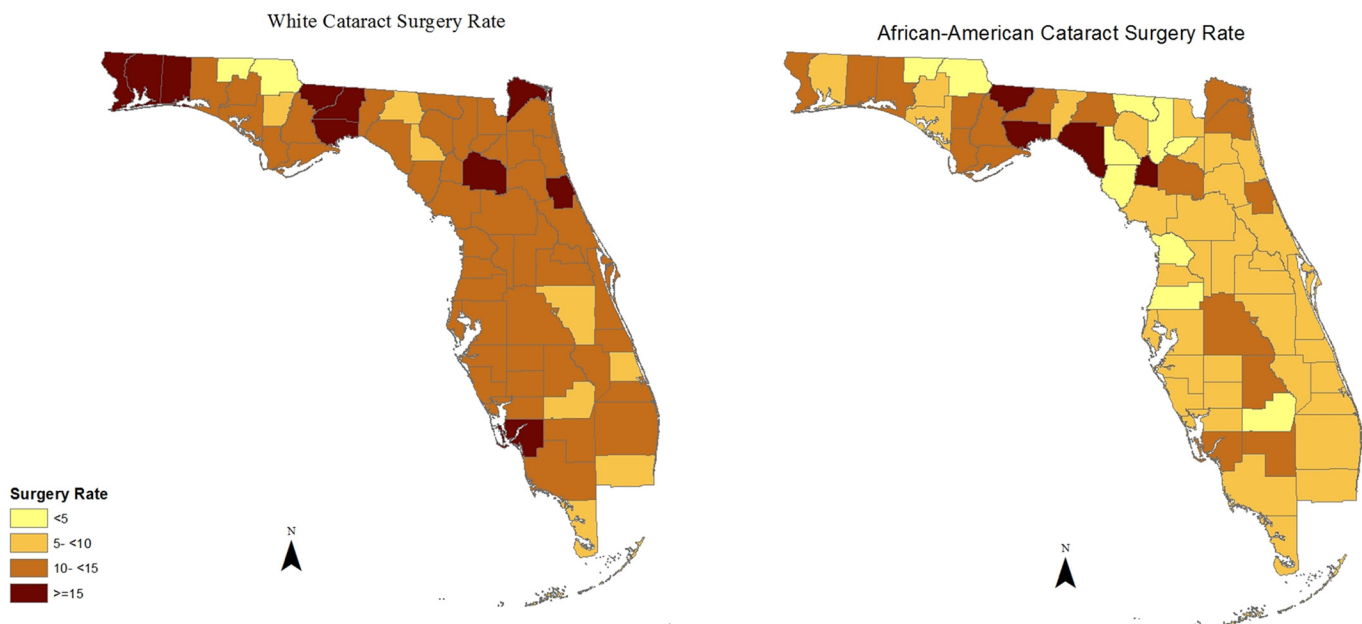 White Cataract Surgery Rate
African-American Cataract Surgery Rate
Surgery Rate
<5
5- <10
10- <15
>=15
N
N